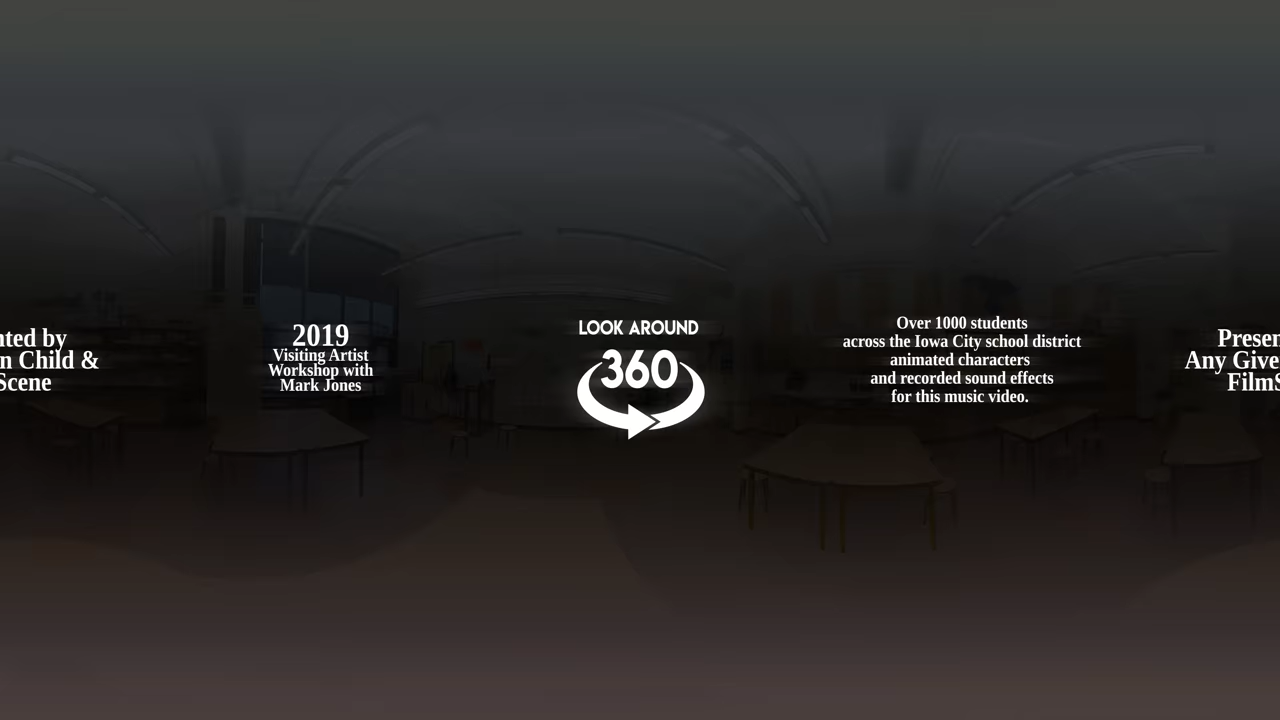 nted by
n Child &
Scene
2019
Visiting Artist
Workshop with
Mark Jones
LOOK AROUND
360
Over 1000 students
across the Iowa City school district
animated characters
and recorded sound effects
for this music video.
Presen
Any Give
FilmS